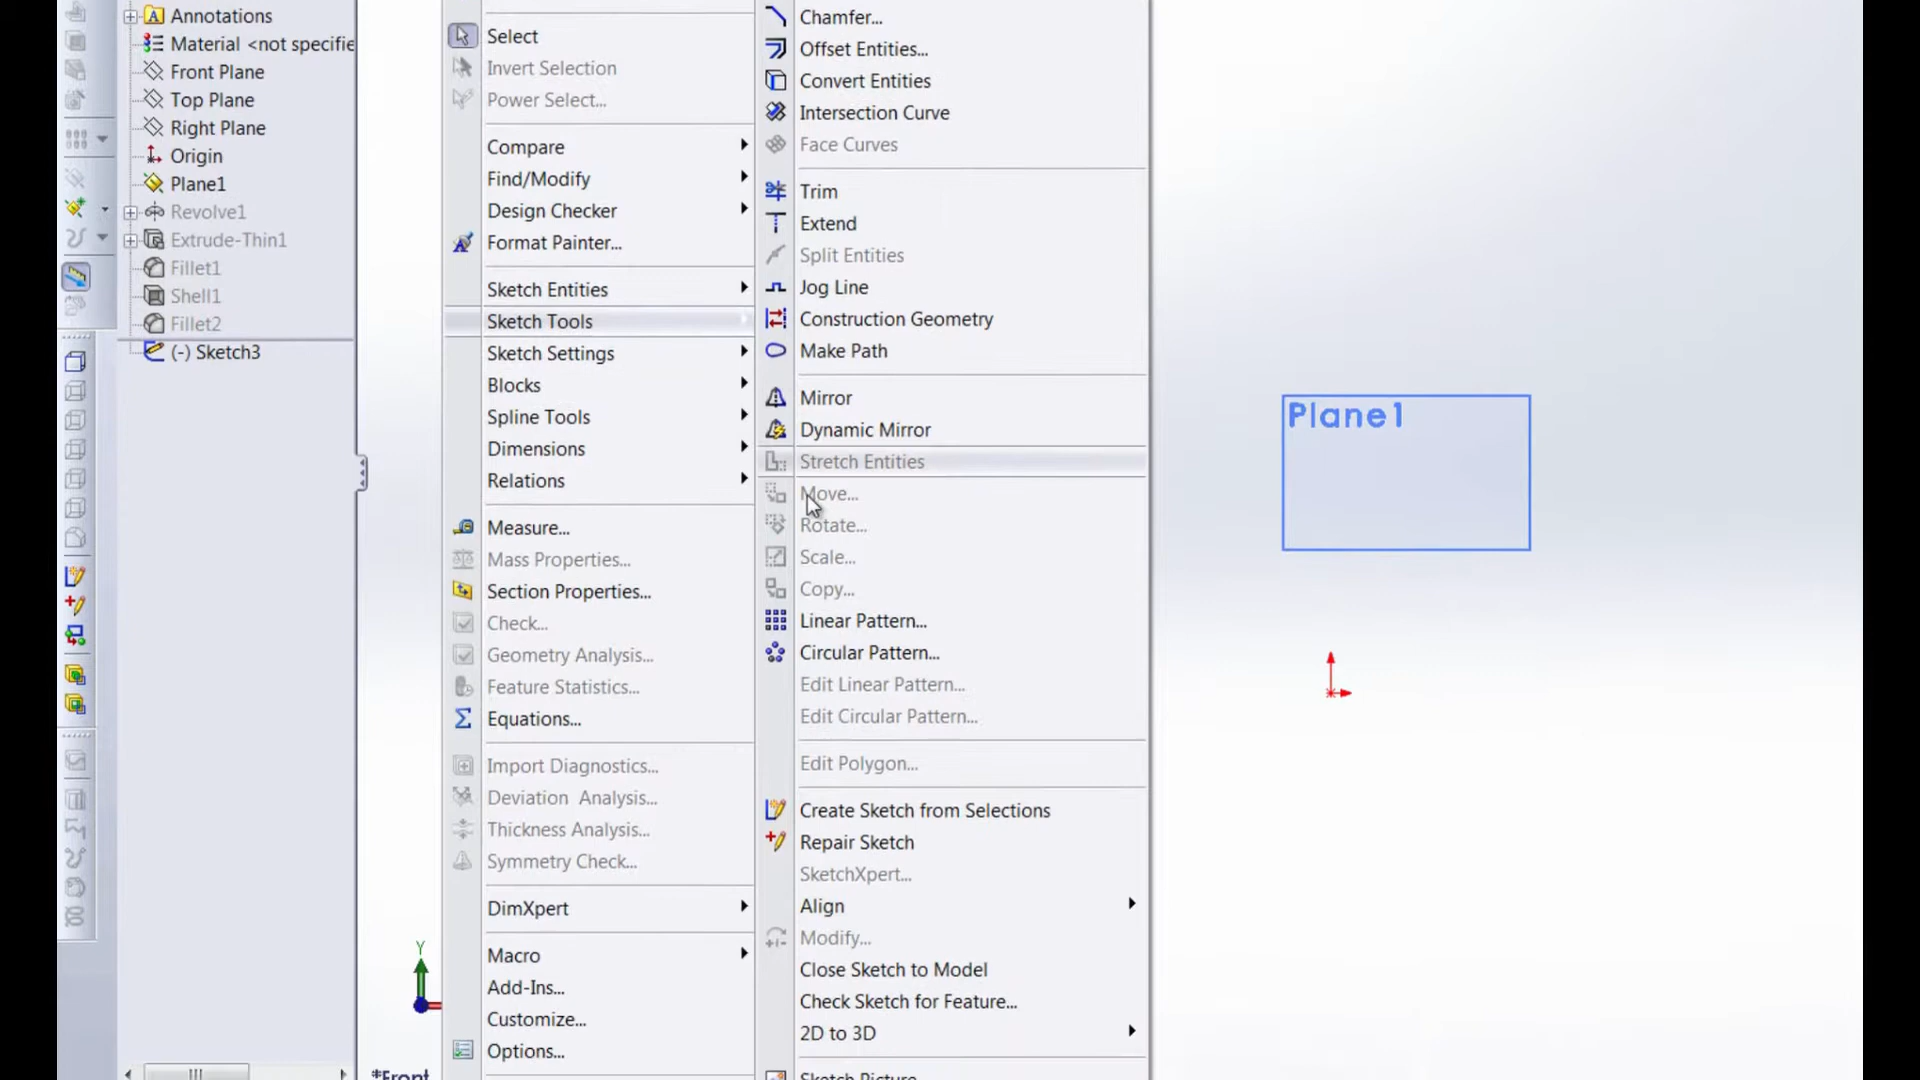 Annotations
Material <not specifie
Front Plane
Top Plane
Right Plane
Origin
Plane1
Revolve1
Extrude-Thin1
Fillet1
Shell1
Fillet2
(-) Sketch3
Select
Invert Selection
Power Select...
Compare
Find/Modify
Design Checker
Format Painter...
Sketch Entities
Sketch Tools
Sketch Settings
Blocks
Spline Tools
Dimensions
Relations
Measure...
Mass Properties...
Section Properties...
Check...
Geometry Analysis...
Feature Statistics...
Equations...
Import Diagnostics...
Deviation Analysis...
Thickness Analysis...
Symmetry Check...
DimXpert
Macro
Add-Ins...
Customize...
Options...
Chamfer...
Offset Entities...
Convert Entities
Intersection Curve
Face Curves
Trim
Extend
Split Entities
Jog Line
Construction Geometry
Make Path
Mirror
Dynamic Mirror
Stretch Entities
Move...
Rotate...
Scale...
Copy...
Linear Pattern...
Circular Pattern...
Edit Linear Pattern...
Edit Circular Pattern...
Edit Polygon...
Create Sketch from Selections
Repair Sketch
SketchXpert...
Align
Modify...
Close Sketch to Model
Check Sketch for Feature...
2D to 3D
Sketch Picture
Plane1
Y
*Front